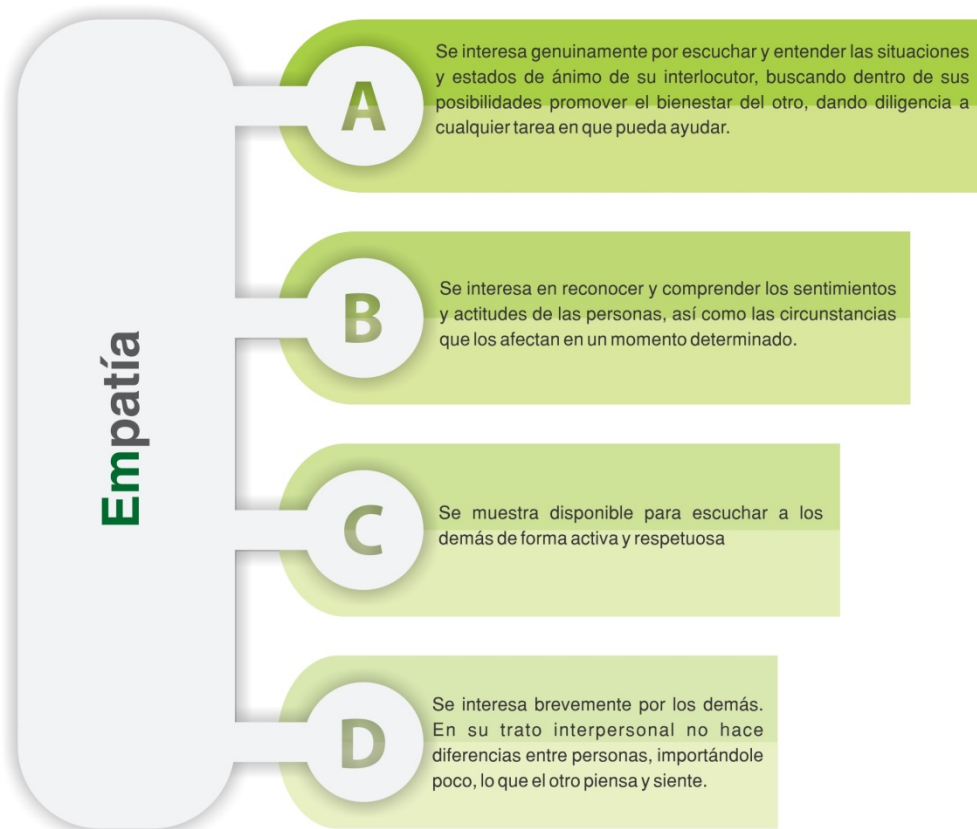 Empatía
A
Se interesa genuinamente por escuchar y entender las situaciones
y estados de ánimo de su interlocutor, buscando dentro de sus
posibilidades promover el bienestar del otro, dando diligencia a
cualquier tarea en que pueda ayudar.
B
Se interesa en reconocer y comprender los sentimientos
y actitudes de las personas, así como las circunstancias
que los afectan en un momento determinado.
C
Se muestra disponible para escuchar a los
demás de forma activa y respetuosa
D
Se interesa brevemente por los demás.
En su trato interpersonal no hace
diferencias entre personas, importándole
poco, lo que el otro piensa y siente.